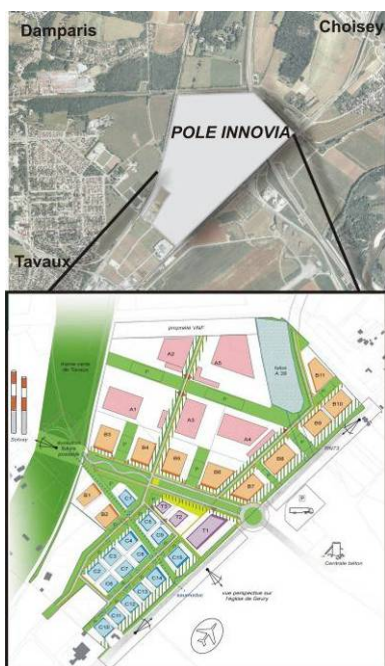 Damparis
Choisey
POLE INNOVIA
Tavaux
emprise VNF
A2
A5
B11
A1
A3
B10
B3
A4
B9
B4
B5
B8
B6
B7
Solvay
RN73
B1
C1
B2
T3
T2
C5
T1
C4
C9
C3
C8
C15
C2
C7
C14
C6
C13
C12
C11
C10
Centrale béton
vue perspective sur
l'église de Gevry